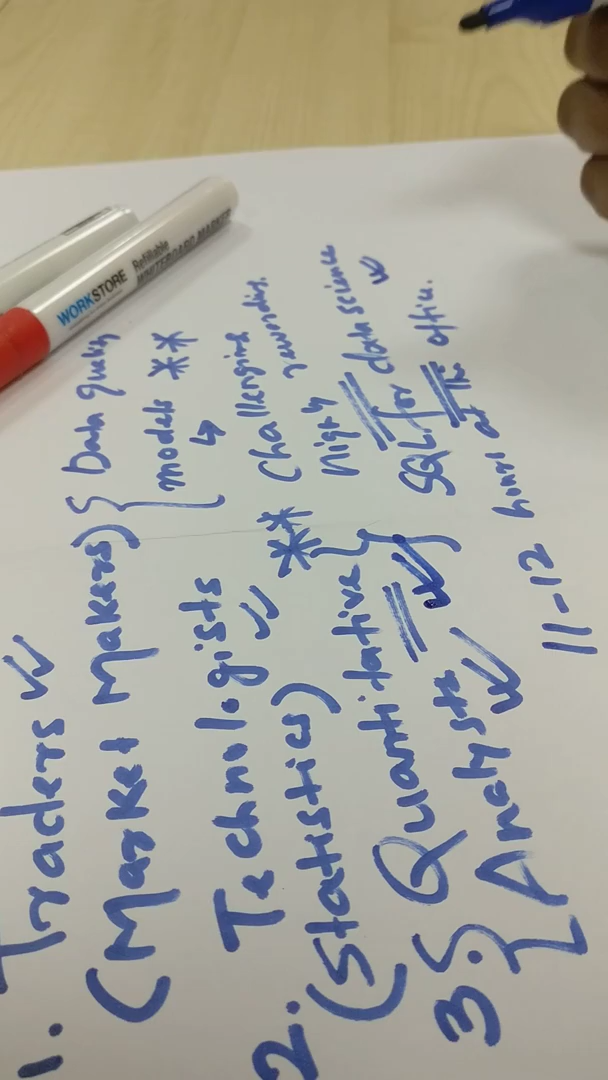 1. Traders
(Market Makers) { Data Quality
models **
2. Technologists
(Statistics)
** Challenging
rewarding.
3. { Quantitative
Analysts
Highly
data science
SQL for
11-12 hours at the office.
WORKSTORE
Refillable
WHITEBOARD MARKER